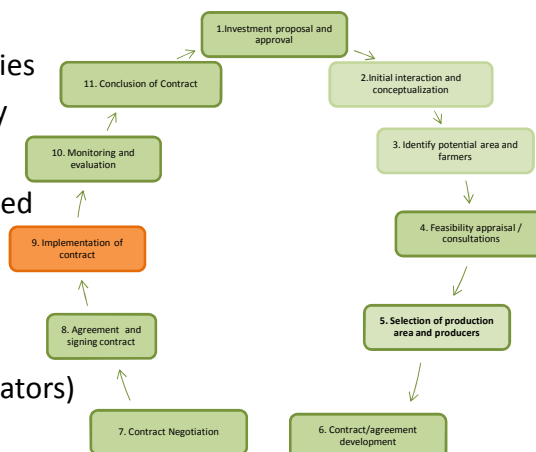 1.Investment proposal and
approval
2.Initial interaction and
conceptualization
3. Identify potential area and
farmers
4. Feasibility appraisal /
consultations
5. Selection of production
area and producers
6. Contract/agreement
development
7. Contract Negotiation
8. Agreement and
signing contract
9. Implementation of
contract
10. Monitoring and
evaluation
11. Conclusion of Contract
ies
y
ed
ators)